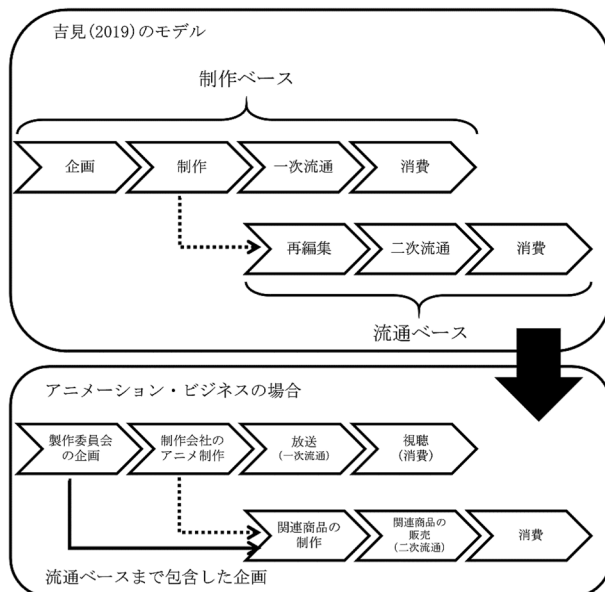 吉見(2019)のモデル
制作ベース
企画
制作
一次流通
消費
再編集
二次流通
消費
流通ベース
アニメーション・ビジネスの場合
製作委員会
の企画
制作会社の
アニメ制作
放送
(一次流通)
視聴
(消費)
関連商品の
制作
関連商品の
販売
(二次流通)
消費
流通ベースまで包含した企画